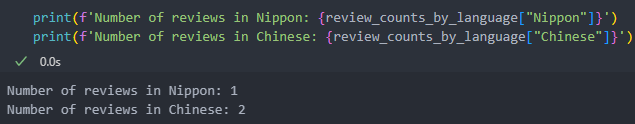 print(f'Number of reviews in Nippon: {review_counts_by_language["Nippon"]}')
print(f'Number of reviews in Chinese: {review_counts_by_language["Chinese"]}')
✓ 0.0s
Number of reviews in Nippon: 1
Number of reviews in Chinese: 2